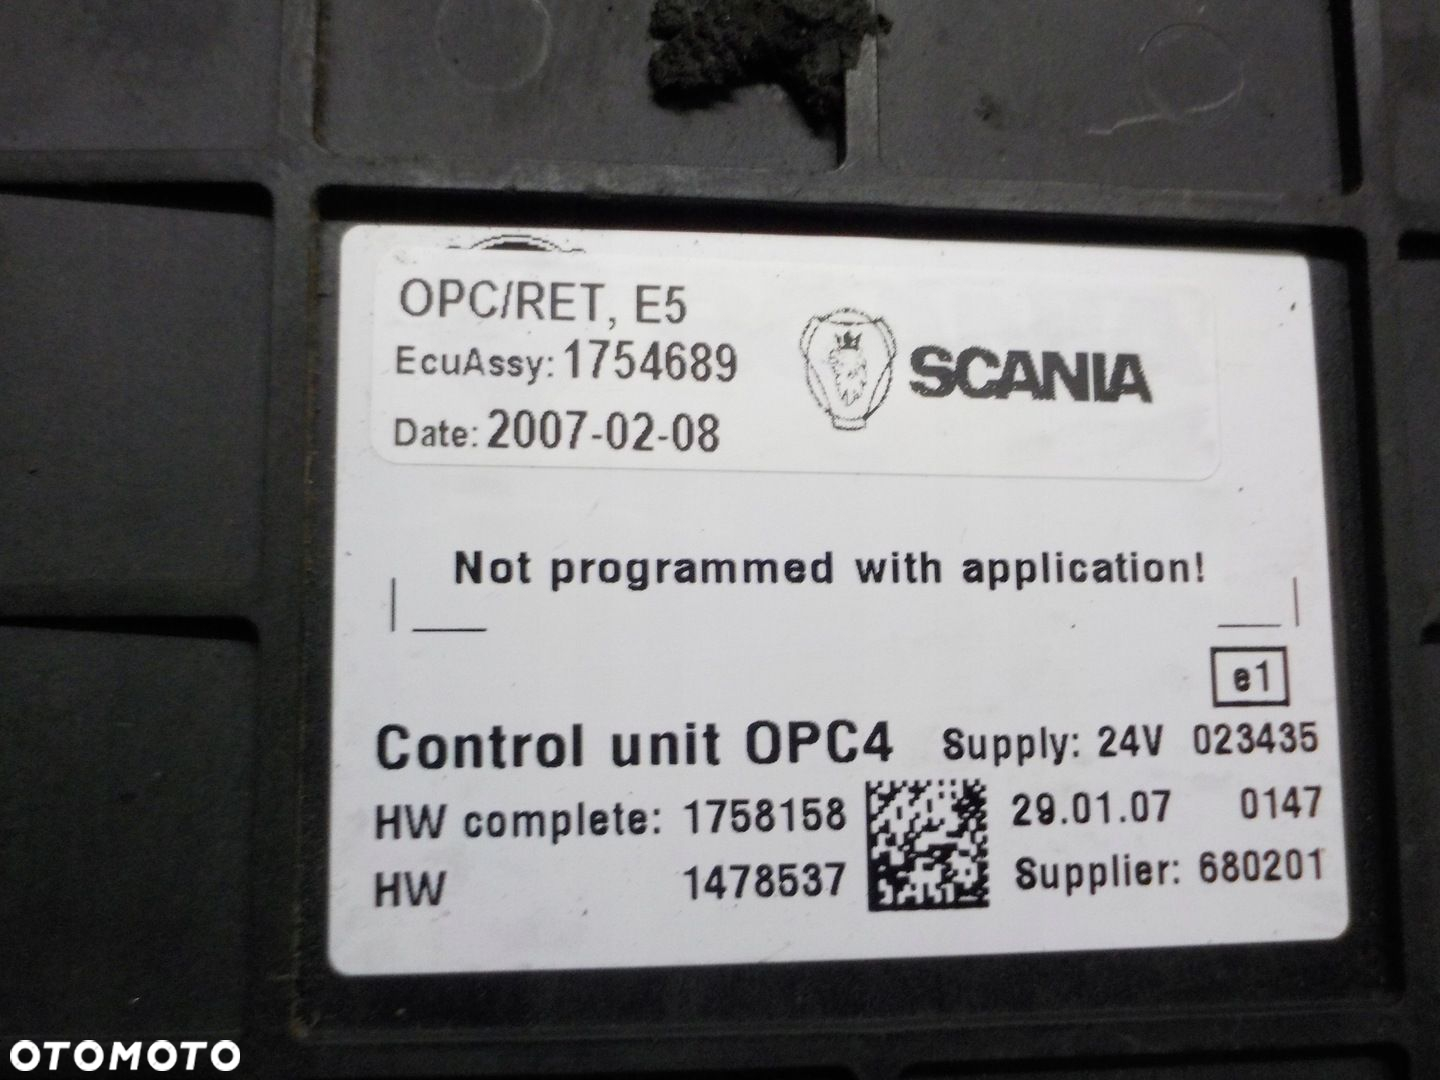 OPC/RET, E5
EcuAssy: 1754689
Date: 2007-02-08
SCANIA
Not programmed with application!
e1
Control unit OPC4 Supply: 24V 023435
HW complete: 1758158 29.01.07 0147
HW 1478537 Supplier: 680201
OTOMOTO